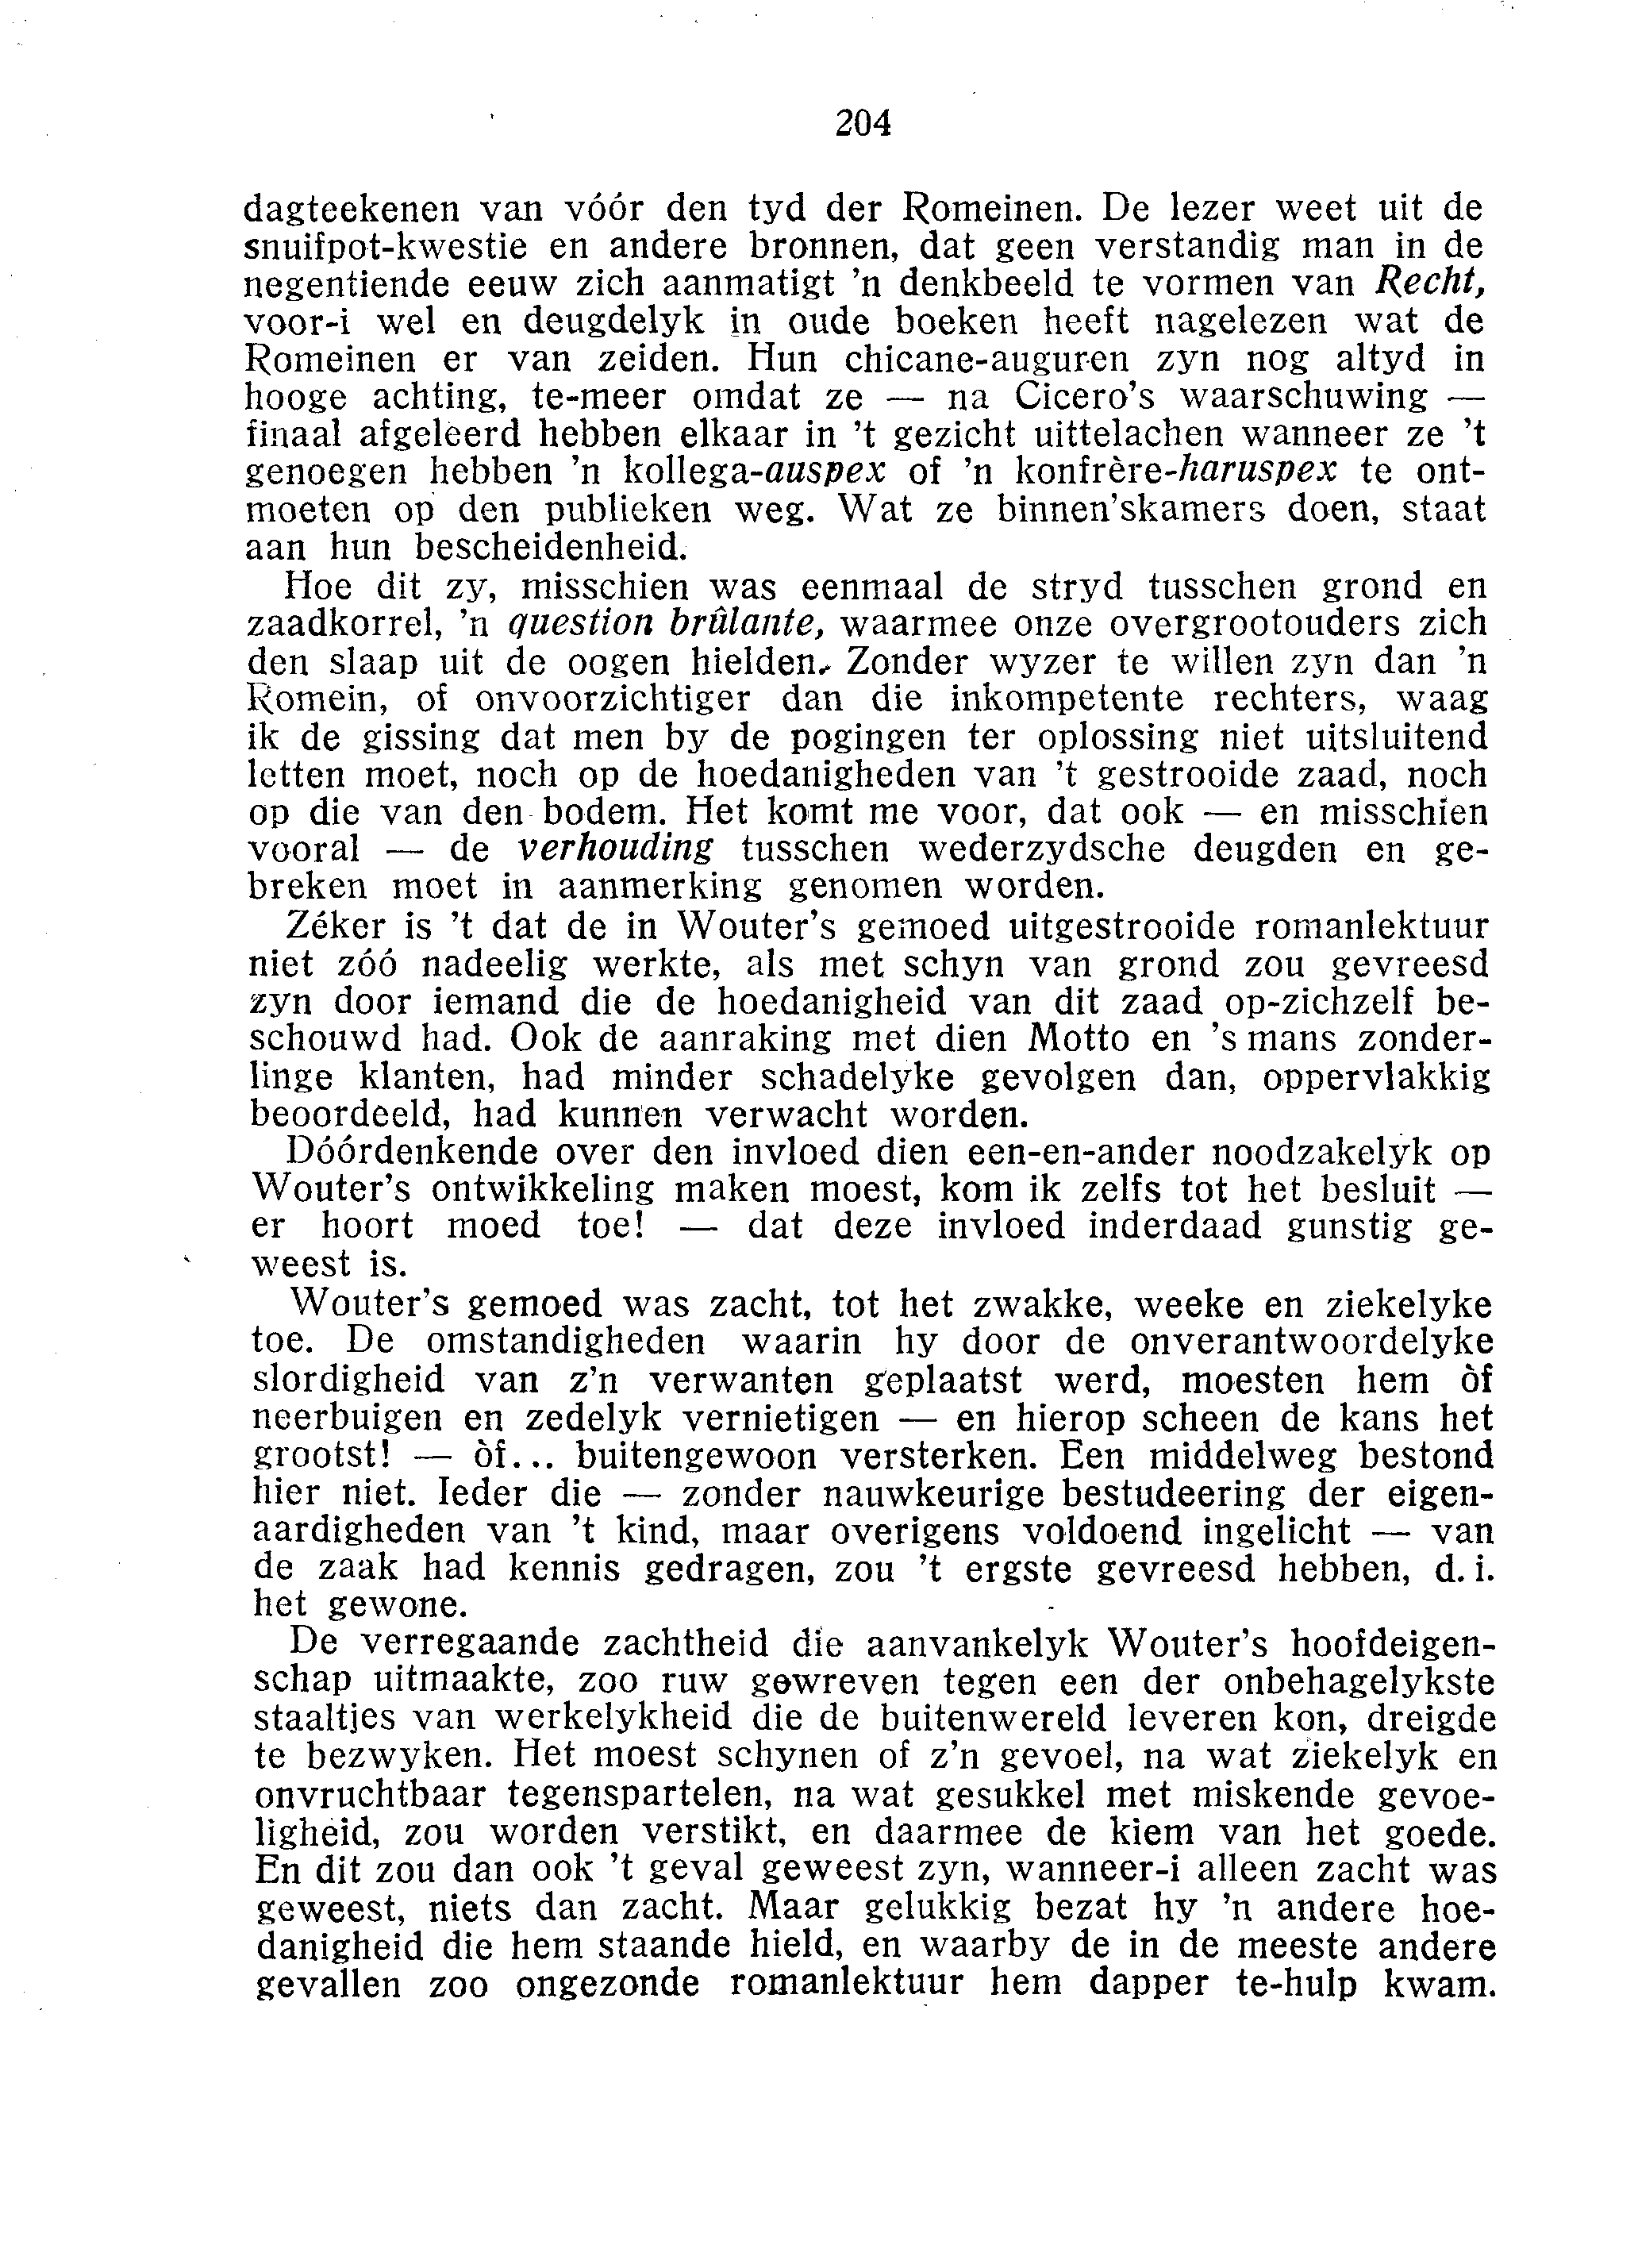 204
dagteekenen van vóór den tyd der Romeinen. De lezer weet uit de
snuifpot-kwestie en andere bronnen, dat geen verstandig man in de
negentiende eeuw zich aanmatigt ’n denkbeeld te vormen van Recht,
voor-i wel en deugdelyk in oude boeken heeft nagelezen wat de
Romeinen er van zeiden. Hun chicane-auguren zyn nog altyd in
hooge achting, te-meer omdat ze — na Cicero’s waarschuwing —
finaal afgeleerd hebben elkaar in ’t gezicht uittelachen wanneer ze ’t
genoegen hebben ’n kollega-auspex of ’n konfrère-haruspex te ont-
moeten op den publieken weg. Wat ze binnen’skamers doen, staat
aan hun bescheidenheid.
Hoe dit zy, misschien was eenmaal de stryd tusschen grond en
zaadkorrel, ’n question brûlante, waarmee onze overgrootouders zich
den slaap uit de oogen hielden. Zonder wyzer te willen zyn dan ’n
Romein, of onvoorzichtiger dan die inkompetente rechters, waag
ik de gissing dat men by de pogingen ter oplossing niet uitsluitend
letten moet, noch op de hoedanigheden van ’t gestrooide zaad, noch
op die van den bodem. Het komt me voor, dat ook — en misschien
vooral — de verhouding tusschen wederzydsche deugden en ge-
breken moet in aanmerking genomen worden.
Zéker is ’t dat de in Wouter’s gemoed uitgestrooide romanlektuur
niet zóó nadeelig werkte, als met schyn van grond zou gevreesd
zyn door iemand die de hoedanigheid van dit zaad op-zichzelf be-
schouwd had. Ook de aanraking met dien Motto en ’s mans zonder-
linge klanten, had minder schadelyke gevolgen dan, oppervlakkig
beoordeeld, had kunnen verwacht worden.
Dóórdenkende over den invloed dien een-en-ander noodzakelyk op
Wouter’s ontwikkeling maken moest, kom ik zelfs tot het besluit —
er hoort moed toe! — dat deze invloed inderdaad gunstig ge-
weest is.
Wouter’s gemoed was zacht, tot het zwakke, weeke en ziekelyke
toe. De omstandigheden waarin hy door de onverantwoordelyke
slordigheid van z’n verwanten geplaatst werd, moesten hem òf
neerbuigen en zedelyk vernietigen — en hierop scheen de kans het
grootst! — òf... buitengewoon versterken. Een middelweg bestond
hier niet. Ieder die — zonder nauwkeurige bestudeering der eigen-
aardigheden van ’t kind, maar overigens voldoend ingelicht — van
de zaak had kennis gedragen, zou ’t ergste gevreesd hebben, d. i.
het gewone.
De verregaande zachtheid die aanvankelyk Wouter’s hoofdeigen-
schap uitmaakte, zoo ruw gewreven tegen een der onbehagelykste
staaltjes van werkelykheid die de buitenwereld leveren kon, dreigde
te bezwyken. Het moest schynen of z’n gevoel, na wat ziekelyk en
onvruchtbaar tegenspartelen, na wat gesukkel met miskende gevoe-
ligheid, zou worden verstikt, en daarmee de kiem van het goede.
En dit zou dan ook ’t geval geweest zyn, wanneer-i alleen zacht was
geweest, niets dan zacht. Maar gelukkig bezat hy ’n andere hoe-
danigheid die hem staande hield, en waarby de in de meeste andere
gevallen zoo ongezonde romanlektuur hem dapper te-hulp kwam.